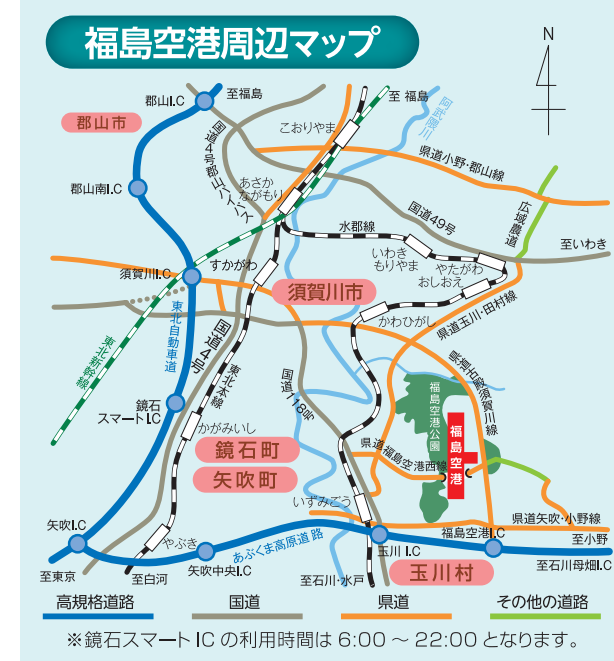 福島空港周辺マップ
N
郡山I.C
至福島
至 福島
阿武隈川
郡山市
こおりやま
国道4号郡山バイパス
県道小野・郡山線
郡山南I.C
あさか
ながもり
広域農道
水郡線
国道49号
至いわき
すかがわ
いわき
もりやま
やたがわ
おしおえ
須賀川I.C
須賀川市
東北自動車道
国道4号
かわひがし
県道玉川・田村線
東北新幹線
東北本線
国道118号
県道古殿須賀川線
鏡石
スマートI.C
福島空港公園
福島空港
かがみいし
鏡石町
県道福島空港西線
矢吹町
いずみごう
県道矢吹・小野線
矢吹I.C
福島空港I.C
やぶき
あぶくま高原道路
玉川 I.C
至小野
矢吹中央I.C
至東京
至白河
至石川・水戸
玉川村
至石川母畑I.C
高規格道路
国道
県道
その他の道路
※鏡石スマートICの利用時間は 6:00 ～ 22:00 となります。